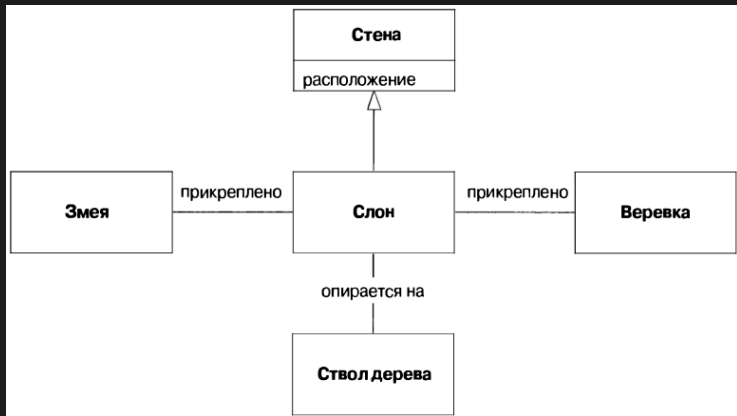 Стена
расположение
Змея
прикреплено
Слон
прикреплено
Веревка
опирается на
Ствол дерева